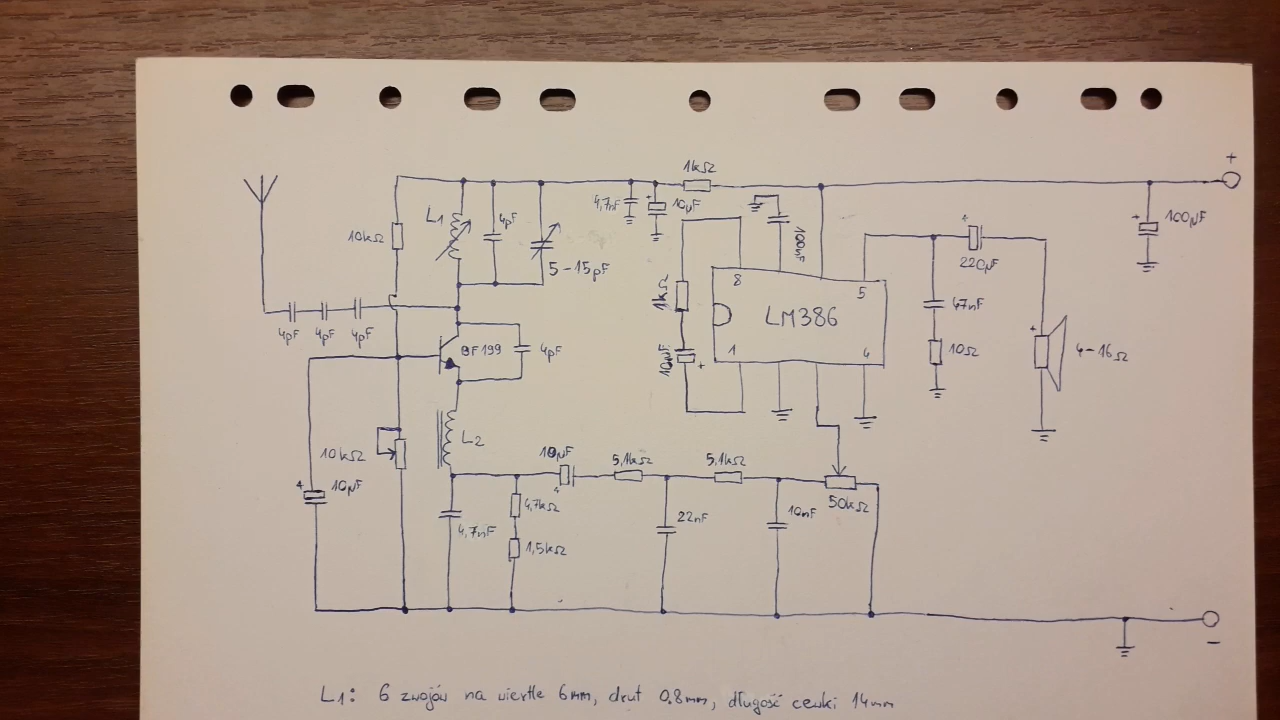 +
1kΩ
4,7nF
10µF
100µF
L1
4pF
10kΩ
5-15pF
220µF
1kΩ
8
5
LM386
47nF
4pF
4pF
4pF
BF199
4pF
10µF
1
4
10Ω
4-16Ω
L2
10kΩ
10µF
10µF
5,1kΩ
5,1kΩ
4,7nF
4,7kΩ
1,5kΩ
22nF
10nF
50kΩ
-
L1: 6 zwojów na wiertle 6mm, drut 0,8mm, długość cewki 14mm